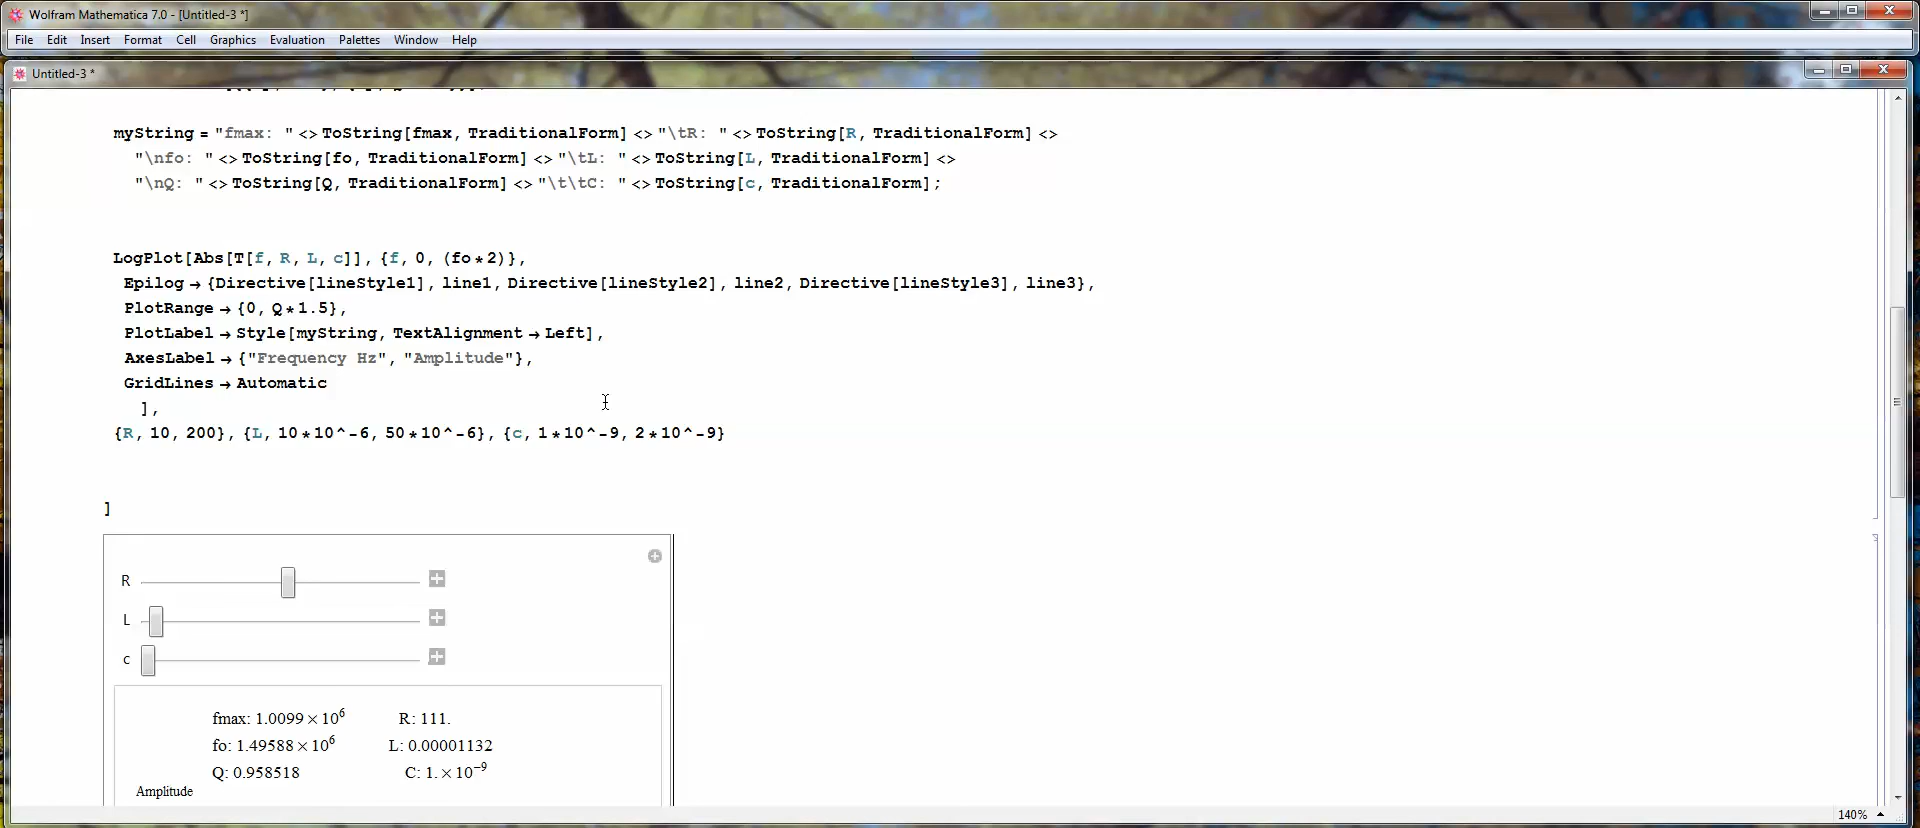 Wolfram Mathematica 7.0 - [Untitled-3 *]
File Edit Insert Format Cell Graphics Evaluation Palettes Window Help
Untitled-3 *
myString = "fmax: " <> ToString[fmax, TraditionalForm] <> "\tR: " <> ToString[R, TraditionalForm] <>
"\nfo: " <> ToString[fo, TraditionalForm] <> "\tL: " <> ToString[L, TraditionalForm] <>
"\nQ: " <> ToString[Q, TraditionalForm] <> "\t\tC: " <> ToString[c, TraditionalForm];
LogPlot[Abs[T[f, R, L, c]], {f, 0, (fo*2)},
Epilog → {Directive[lineStyle1], line1, Directive[lineStyle2], line2, Directive[lineStyle3], line3},
PlotRange → {0, Q*1.5},
PlotLabel → Style[myString, TextAlignment → Left],
AxesLabel → {"Frequency Hz", "Amplitude"},
GridLines → Automatic
],
{R, 10, 200}, {L, 10*10^-6, 50*10^-6}, {c, 1*10^-9, 2*10^-9}
]
R
L
c
fmax: 1.0099 × 10⁶ R: 111.
fo: 1.49588 × 10⁶ L: 0.00001132
Q: 0.958518 C: 1. × 10⁻⁹
Amplitude
140%